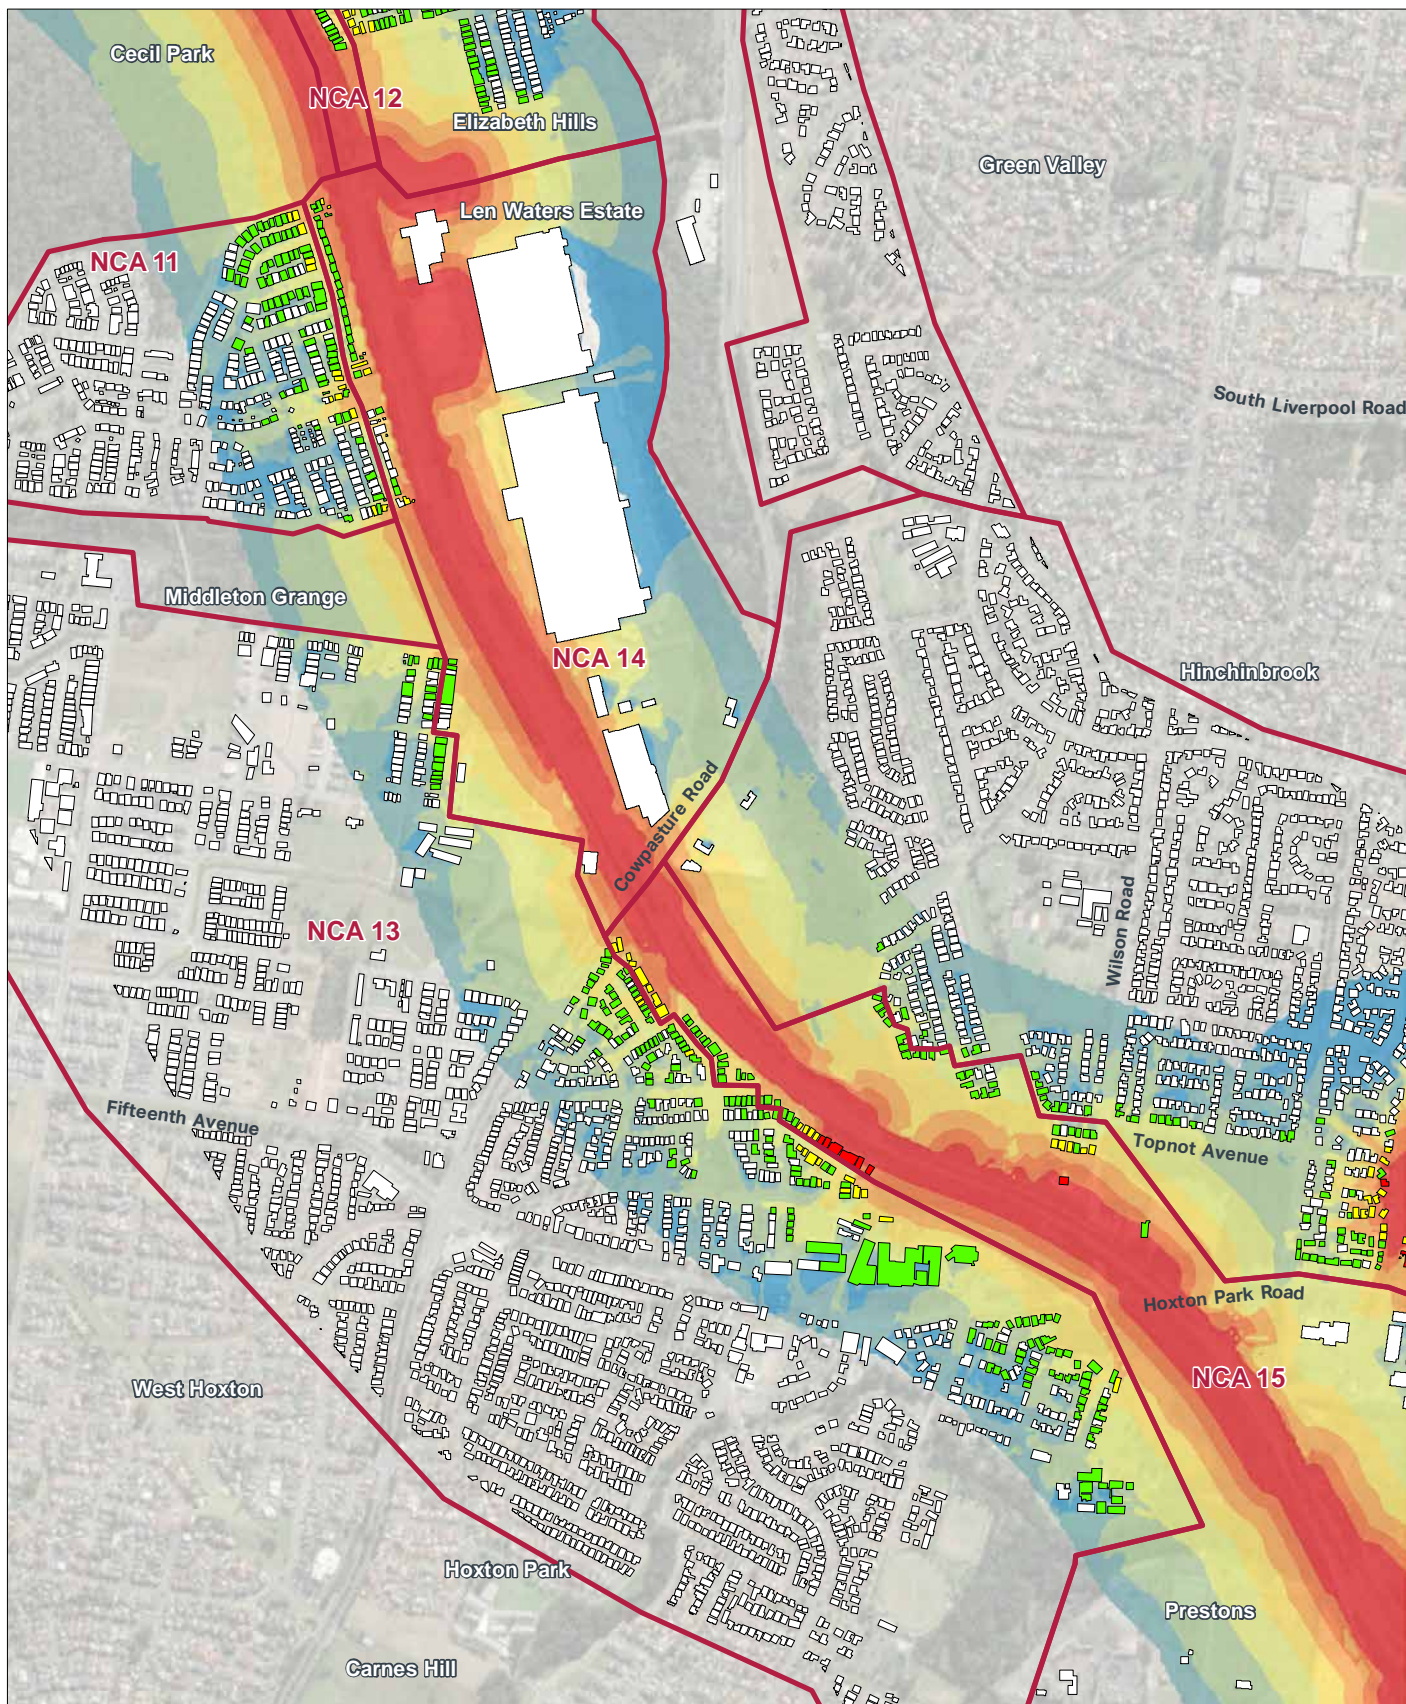 Cecil Park
NCA 12
Elizabeth Hills
Green Valley
Len Waters Estate
NCA 11
South Liverpool Road
Middleton Grange
NCA 14
Hinchinbrook
Cowpasture Road
Wilson Road
NCA 13
Fifteenth Avenue
Topnot Avenue
Hoxton Park Road
West Hoxton
NCA 15
Hoxton Park
Prestons
Carnes Hill